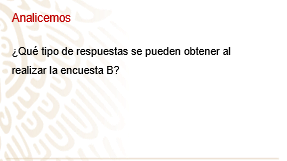 Analicemos
¿Qué tipo de respuestas se pueden obtener al
realizar la encuesta B?